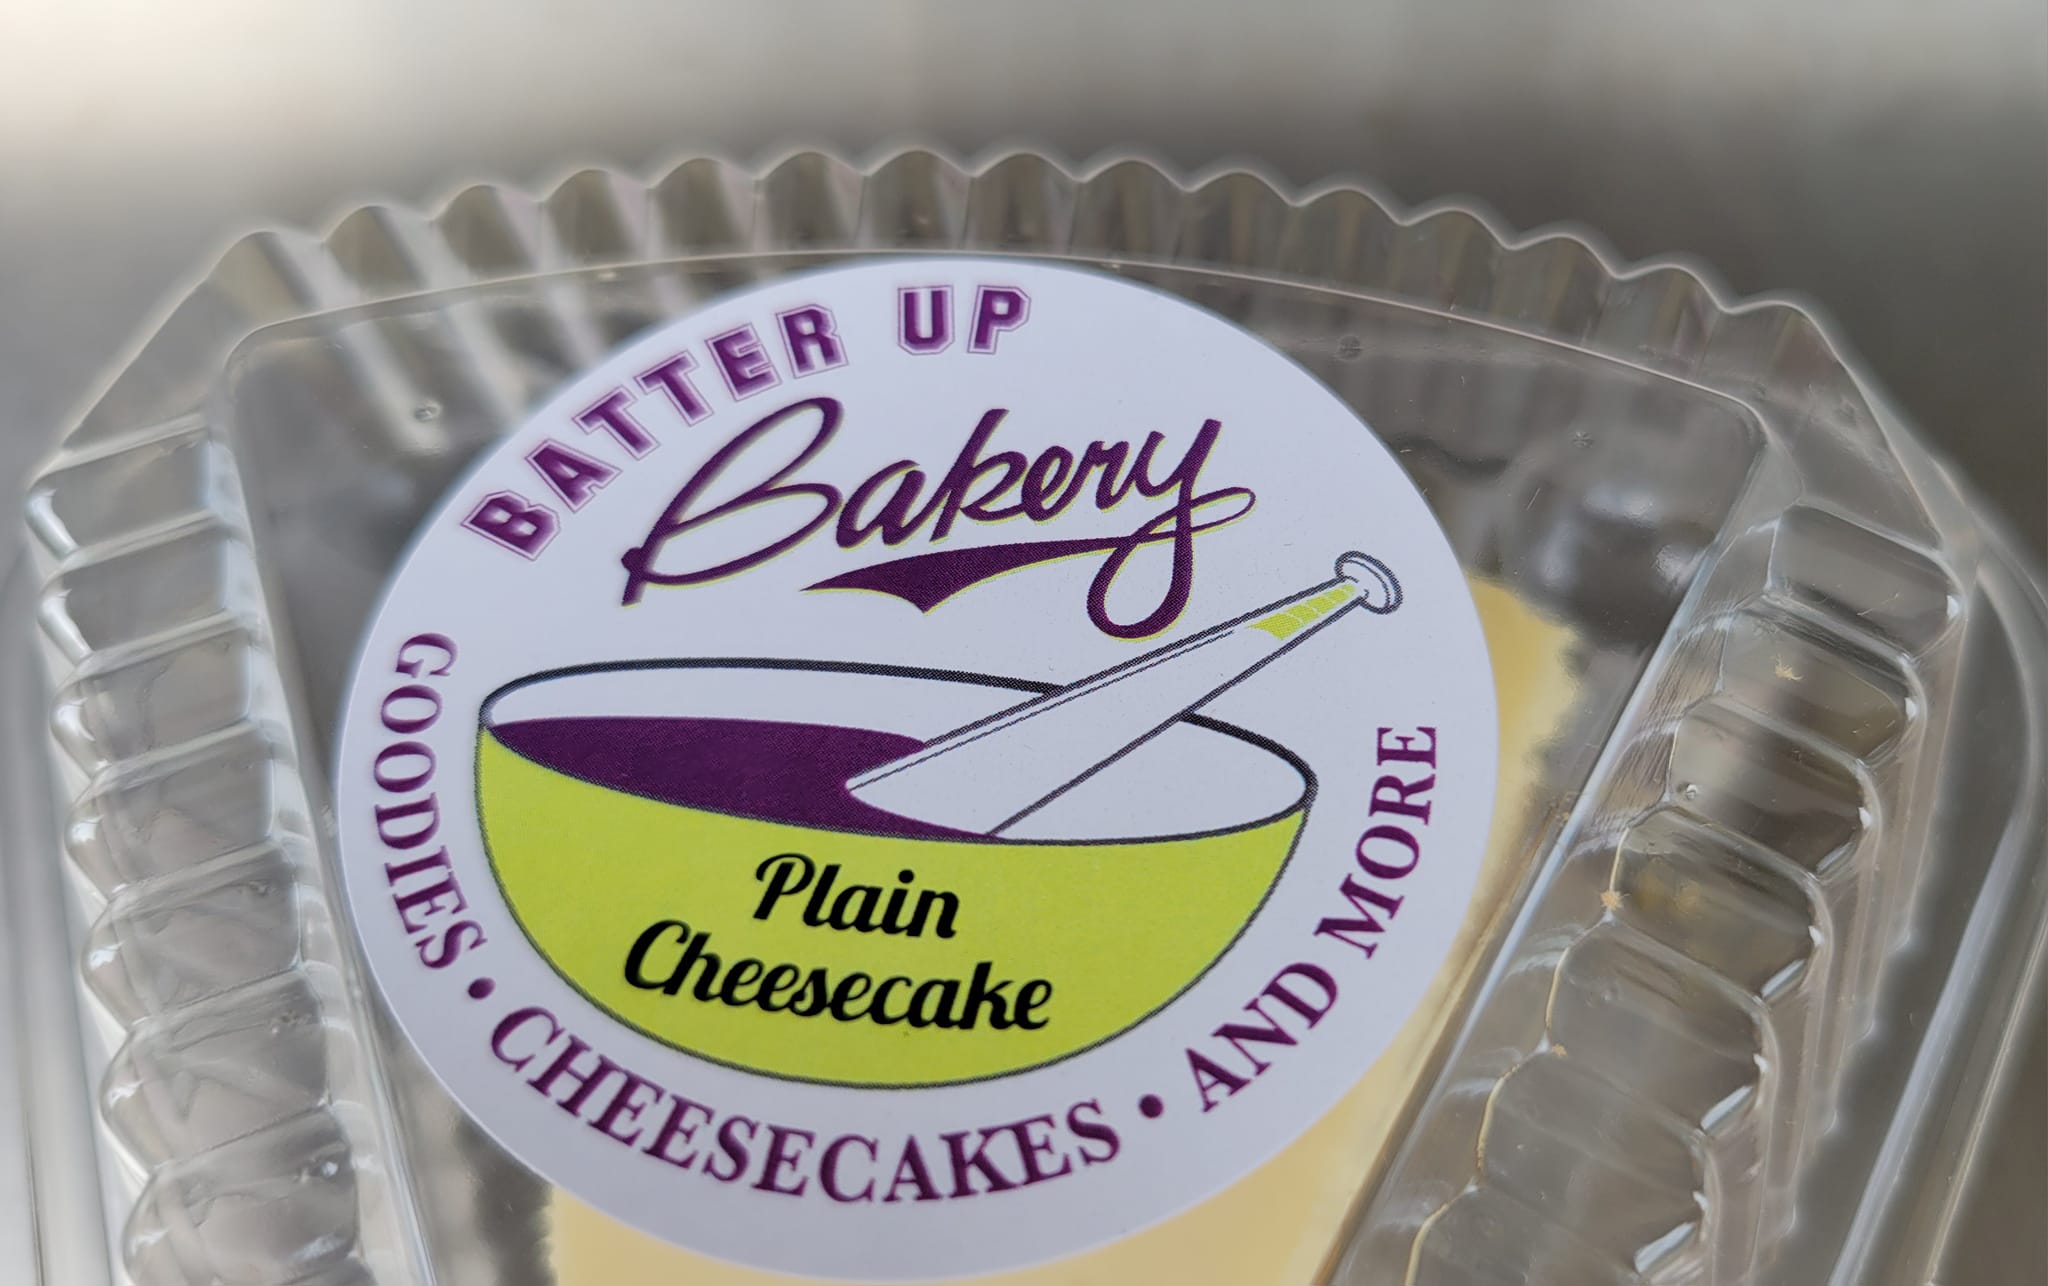 BATTER UP
Bakery
Plain
Cheesecake
GOODIES • CHEESECAKES • AND MORE